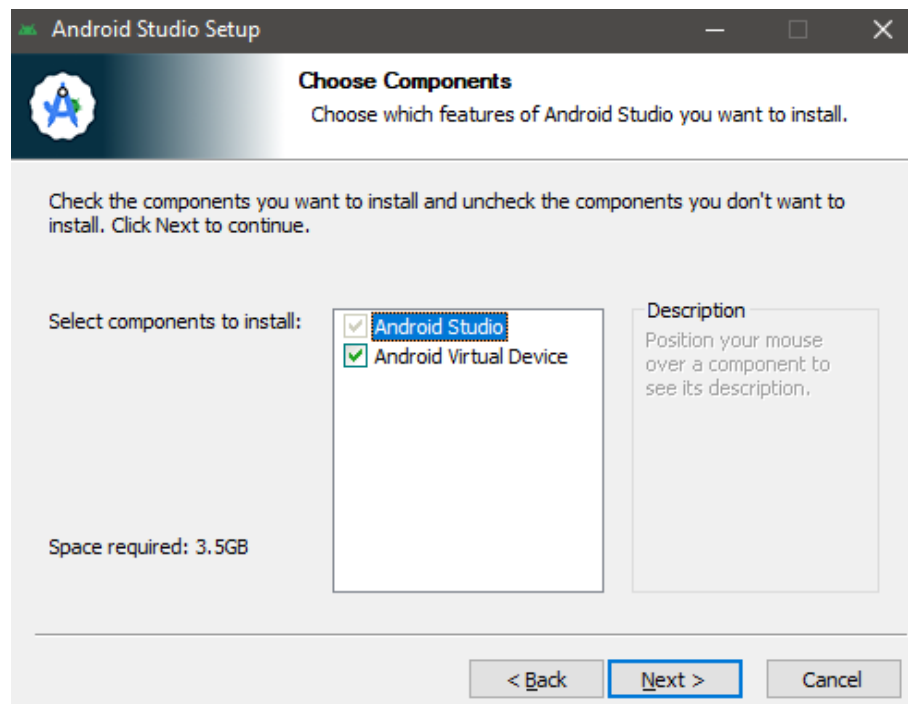 Android Studio Setup
Choose Components
Choose which features of Android Studio you want to install.
Check the components you want to install and uncheck the components you don't want to
install. Click Next to continue.
Select components to install:
Android Studio
Android Virtual Device
Description
Position your mouse
over a component to
see its description.
Space required: 3.5GB
< Back
Next >
Cancel